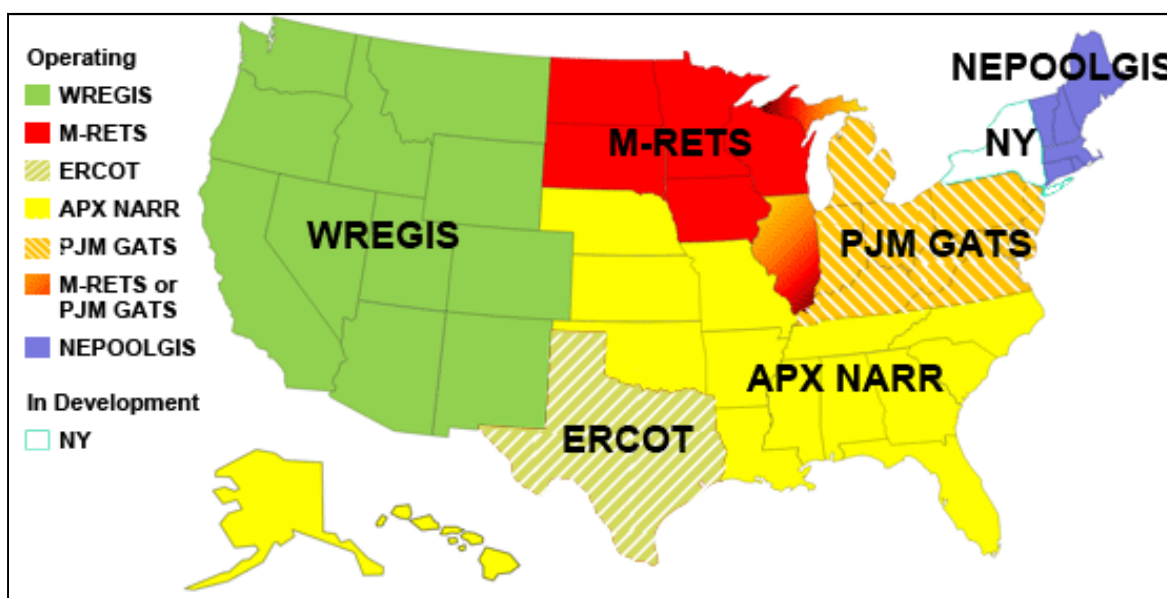 Operating
WREGIS
M-RETS
ERCOT
APX NARR
PJM GATS
M-RETS or
PJM GATS
NEPOOLGIS
In Development
NY
NEPOOLGIS
M-RETS
NY
WREGIS
PJM GATS
APX NARR
ERCOT